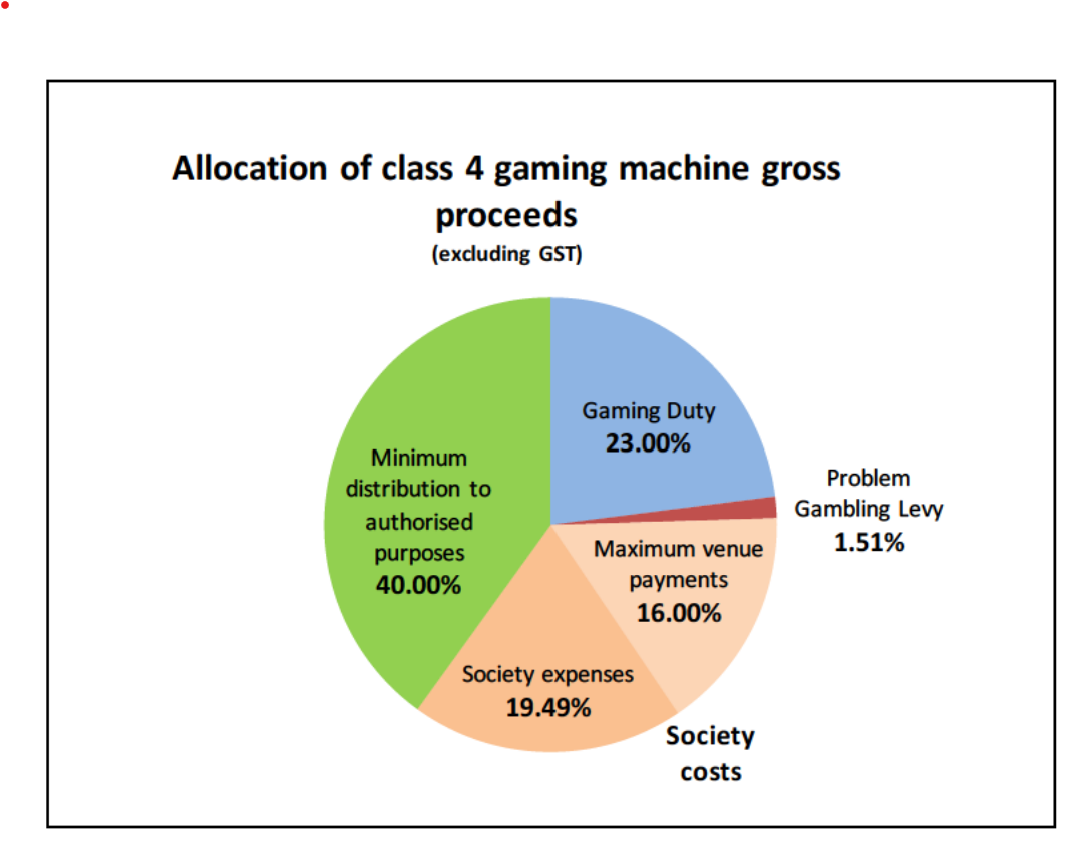 Allocation of class 4 gaming machine gross
proceeds
(excluding GST)
Gaming Duty
23.00%
Problem
Gambling Levy
1.51%
Maximum venue
payments
16.00%
Society
costs
Society expenses
19.49%
Minimum
distribution to
authorised
purposes
40.00%